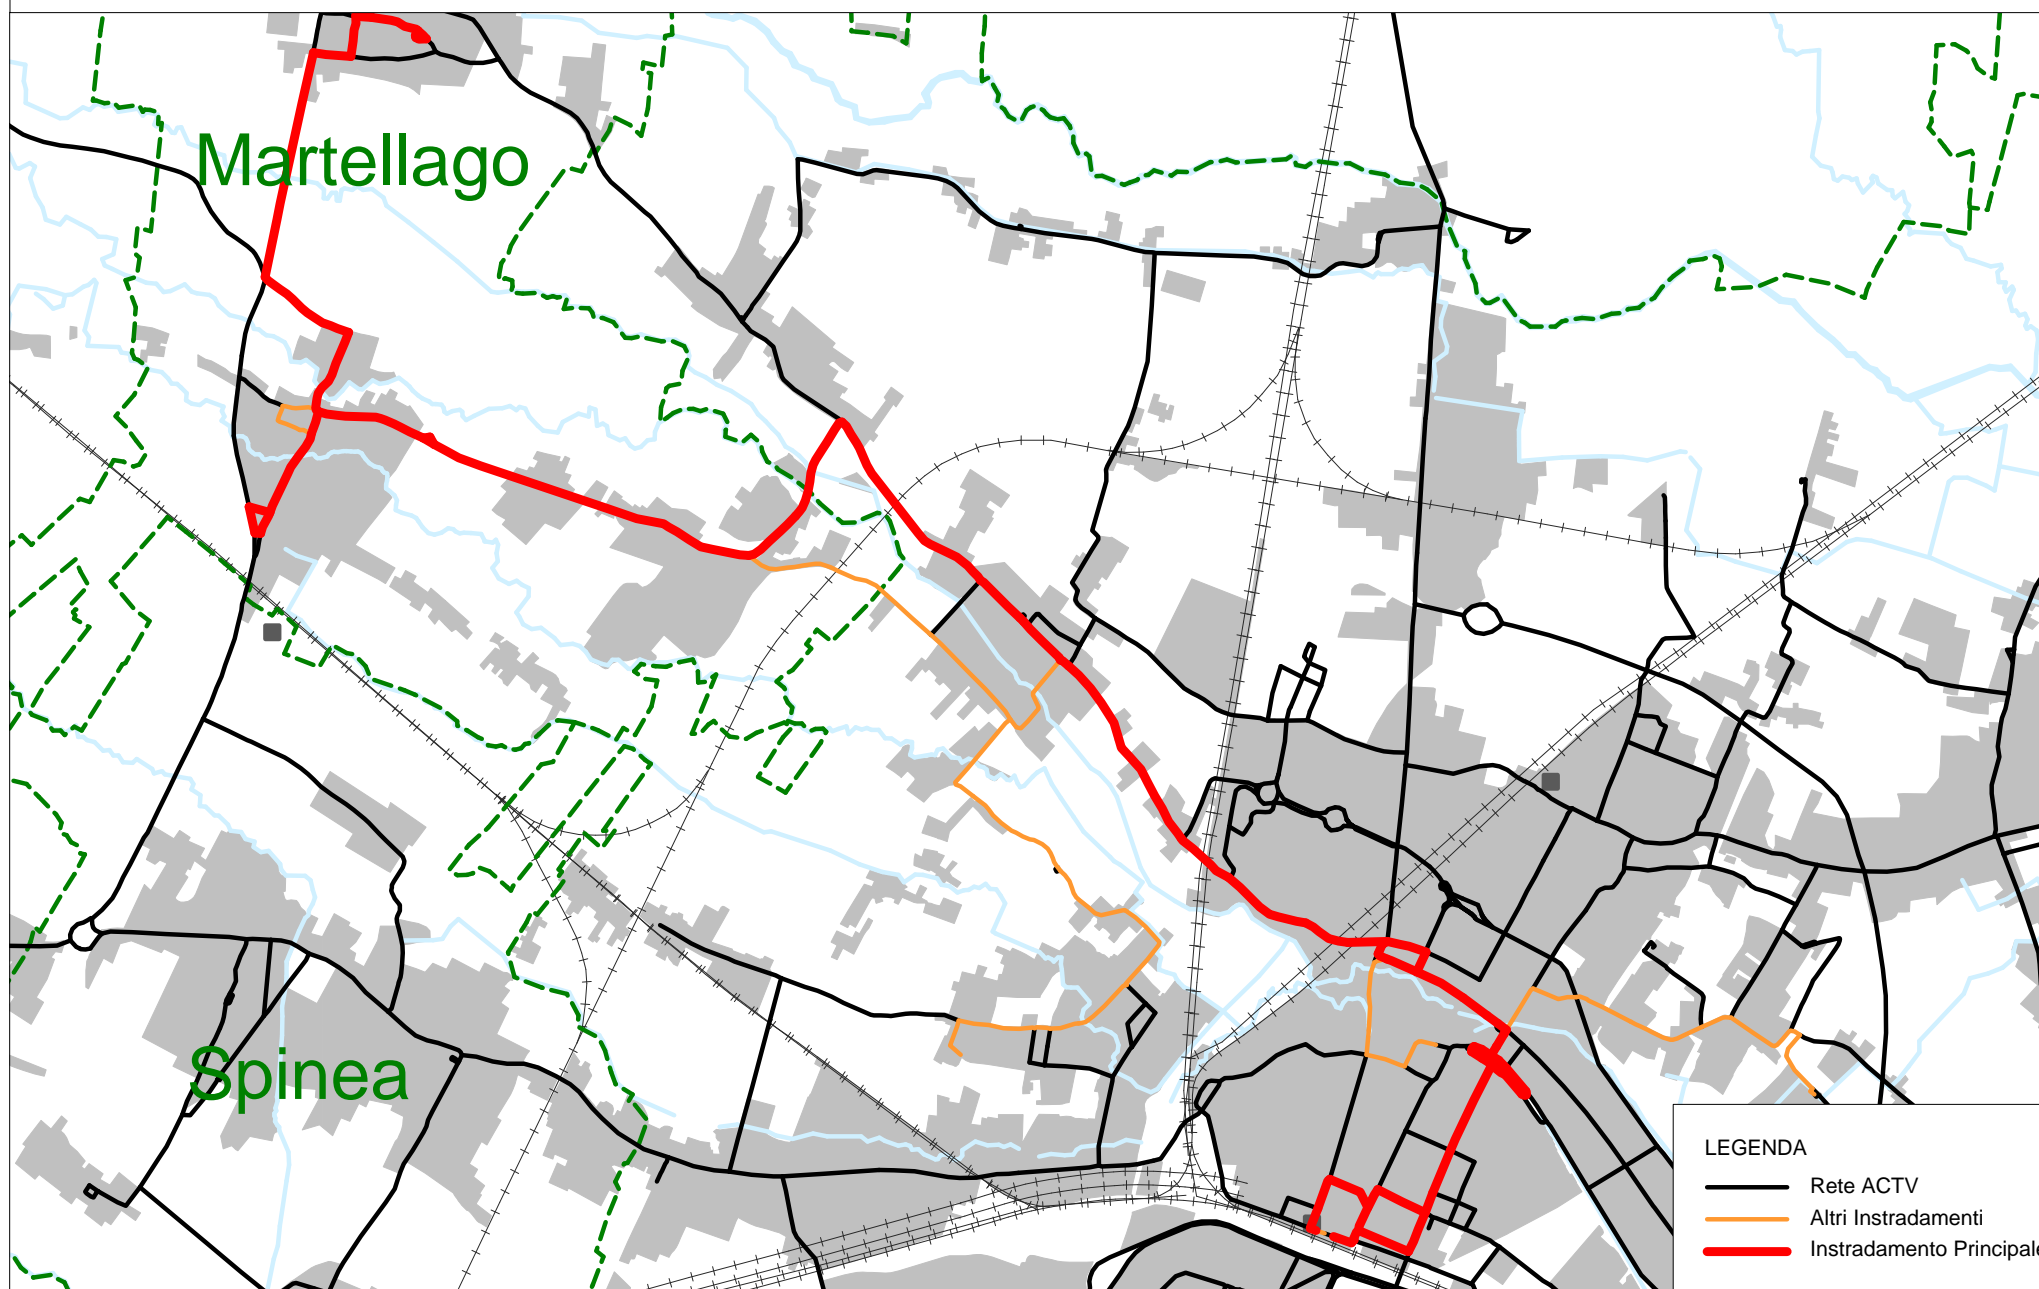 Martellago
Spinea
LEGENDA
Rete ACTV
Altri Instradamenti
Instradamento Principale